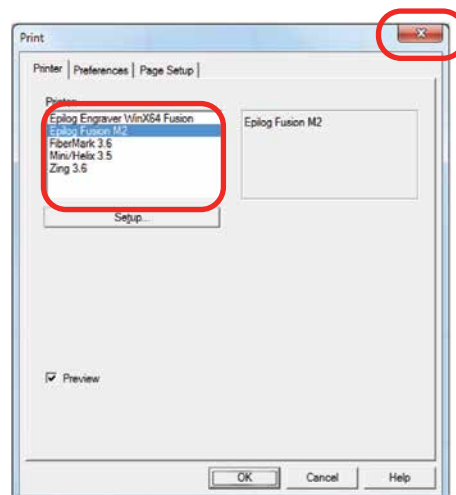 Print
Printer Preferences Page Setup
Printer
Epilog Engraver WinX64 Fusion
Epilog Fusion M2
FiberMark 3.6
Mini/Helix 3.5
Zing 3.6
Epilog Fusion M2
Setup...
Preview
OK Cancel Help